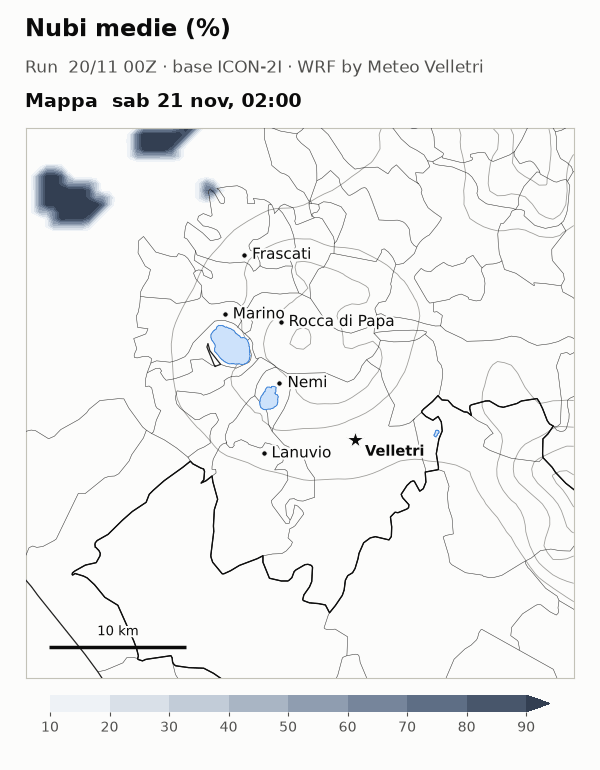 Nubi medie (%)
Run  20/11 00Z · base ICON-2I · WRF by Meteo Velletri
Mappa  sab 21 nov, 02:00
Frascati
Marino
Rocca di Papa
Nemi
Velletri
Lanuvio
10 km
10 20 30 40 50 60 70 80 90